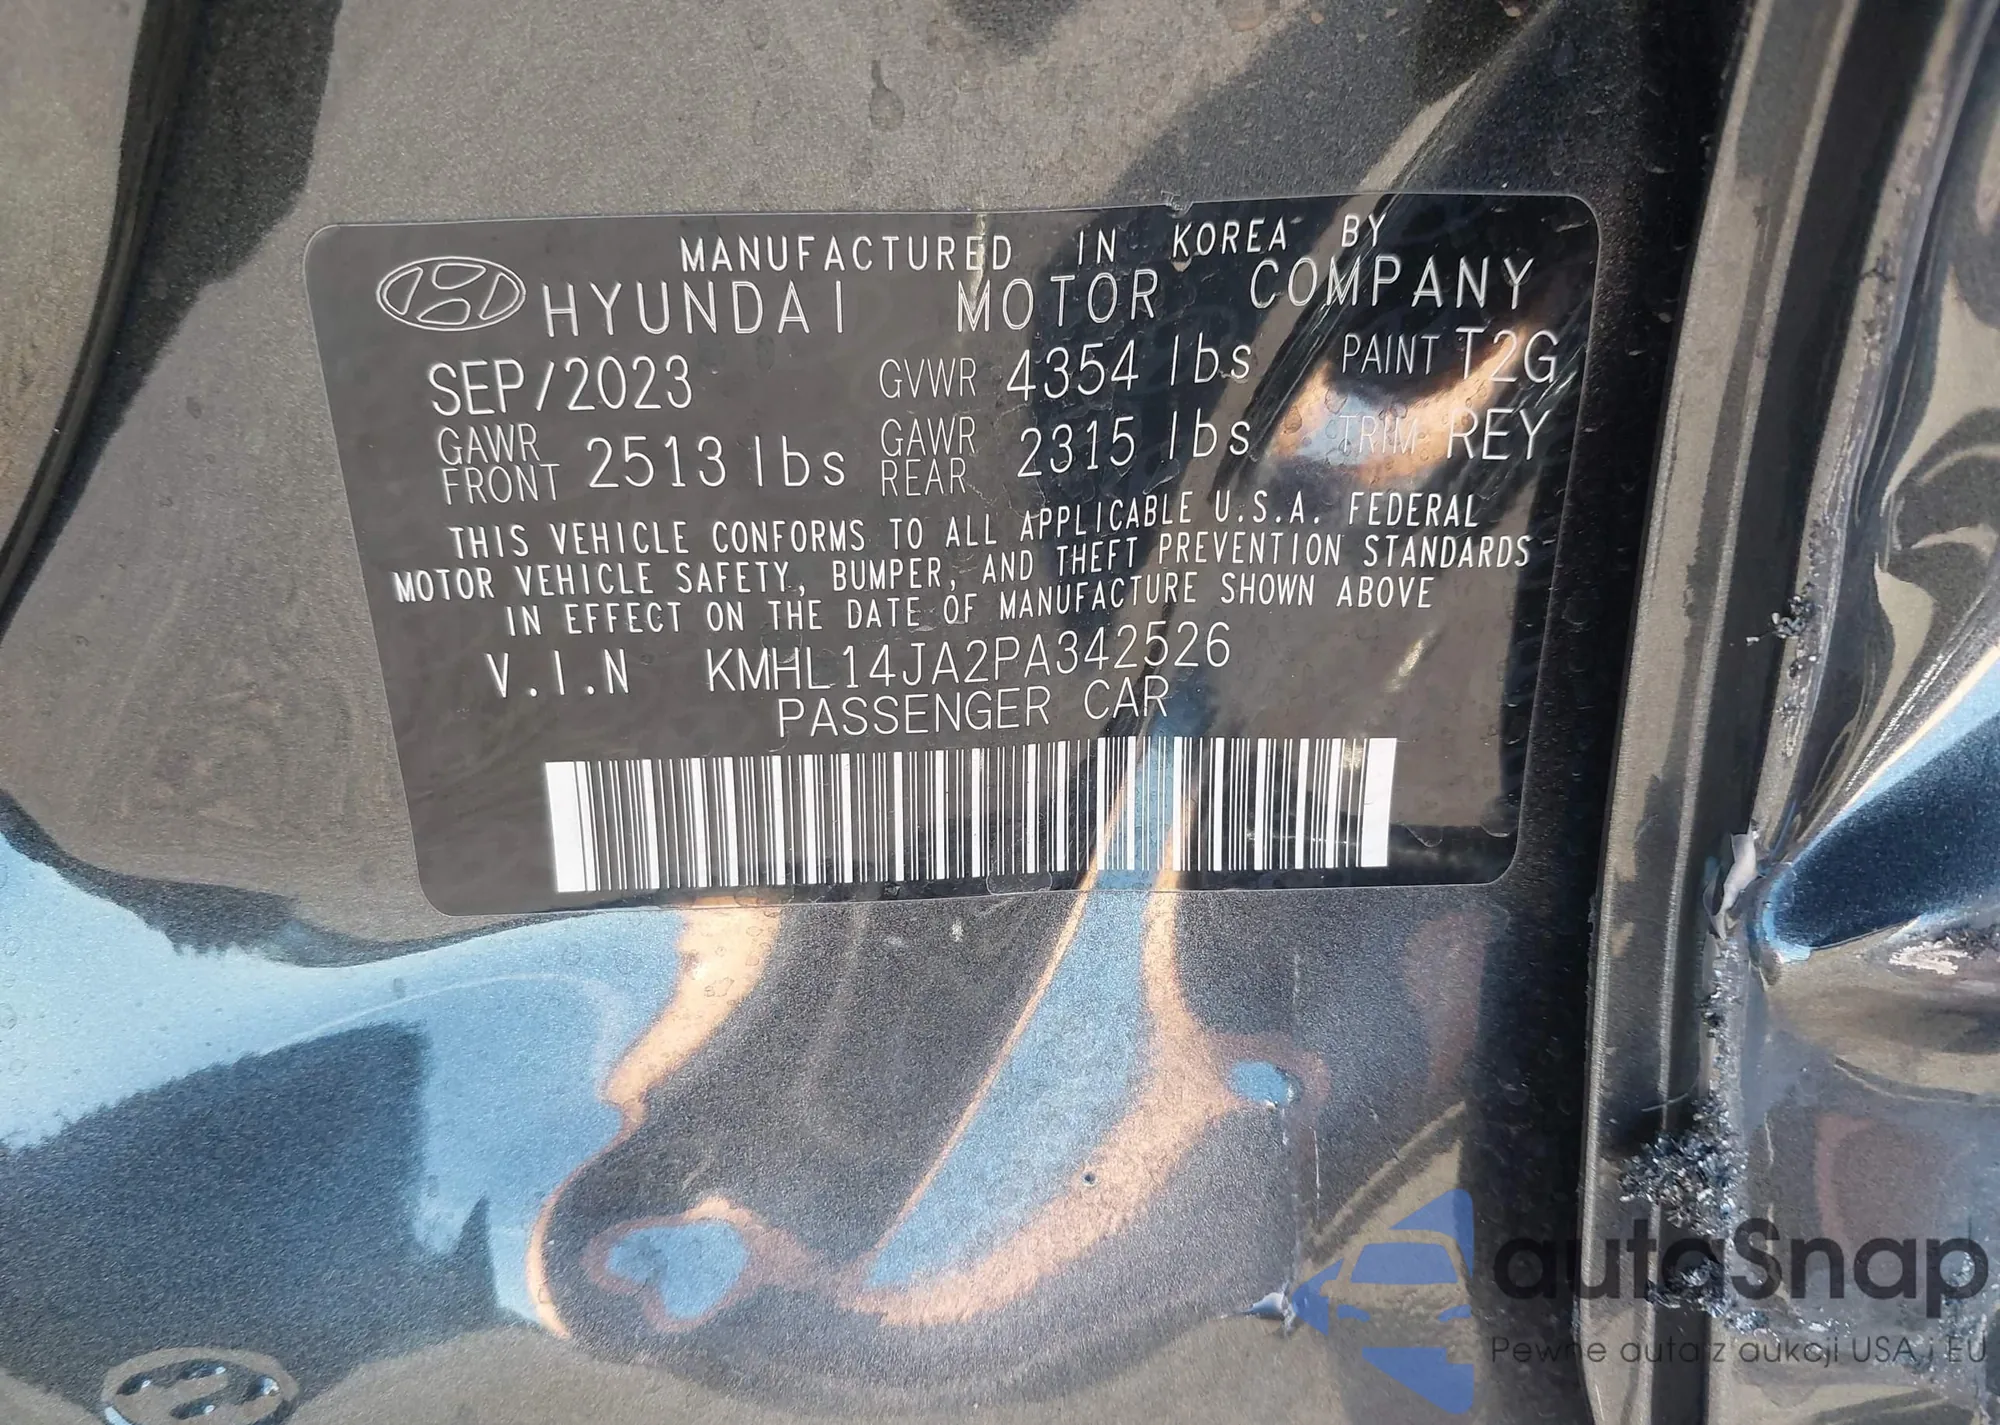 MANUFACTURED IN KOREA BY
HYUNDAI MOTOR COMPANY
SEP/2023 GVWR 4354 lbs PAINT T2G
GAWR FRONT 2513 lbs GAWR REAR 2315 lbs TRIM REY
THIS VEHICLE CONFORMS TO ALL APPLICABLE U.S.A. FEDERAL
MOTOR VEHICLE SAFETY, BUMPER, AND THEFT PREVENTION STANDARDS
IN EFFECT ON THE DATE OF MANUFACTURE SHOWN ABOVE
V.I.N KMHL14JA2PA342526
PASSENGER CAR
autaSnap
Pewne auta z aukcji USA i EU